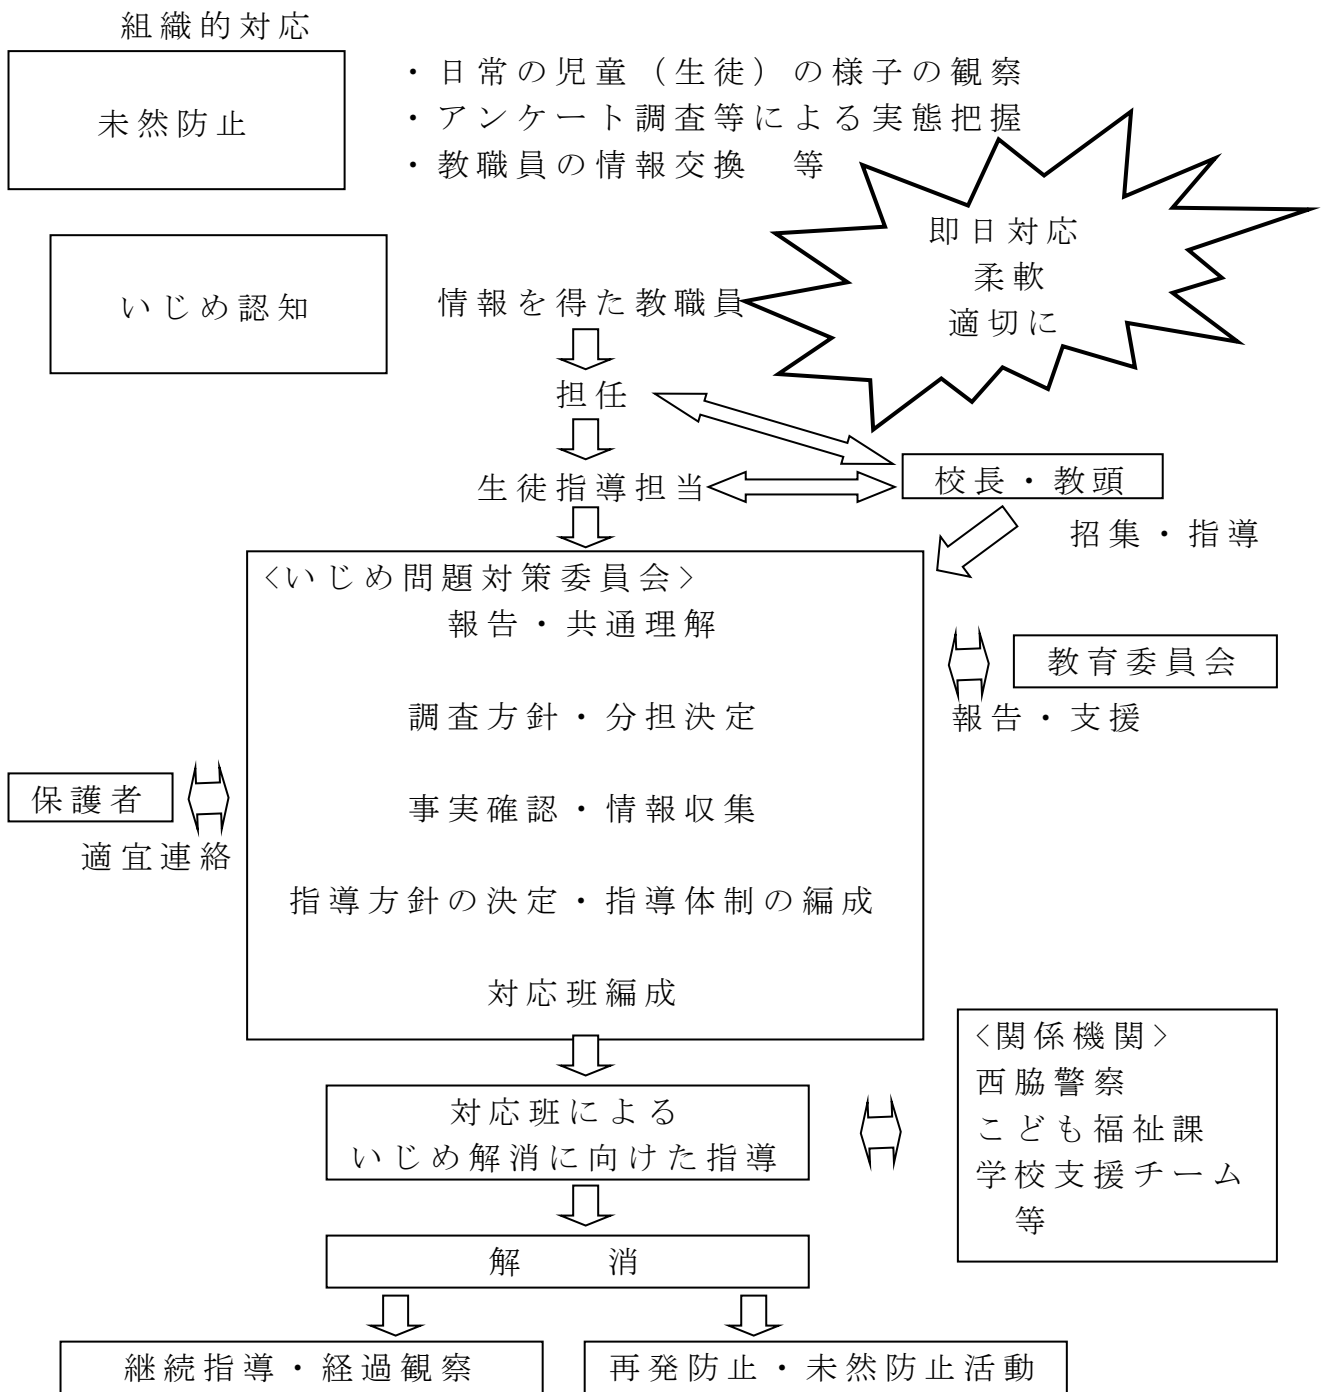 組織的対応
未然防止
・日常の児童（生徒）の様子の観察
・アンケート調査等による実態把握
・教職員の情報交換　等
即日対応
柔軟
適切に
いじめ認知
情報を得た教職員
担任
生徒指導担当
校長・教頭
招集・指導
<いじめ問題対策委員会>
報告・共通理解
調査方針・分担決定
事実確認・情報収集
指導方針の決定・指導体制の編成
対応班編成
教育委員会
報告・支援
保護者
適宜連絡
対応班による
いじめ解消に向けた指導
<関係機関>
西脇警察
こども福祉課
学校支援チーム
等
解　　消
継続指導・経過観察
再発防止・未然防止活動